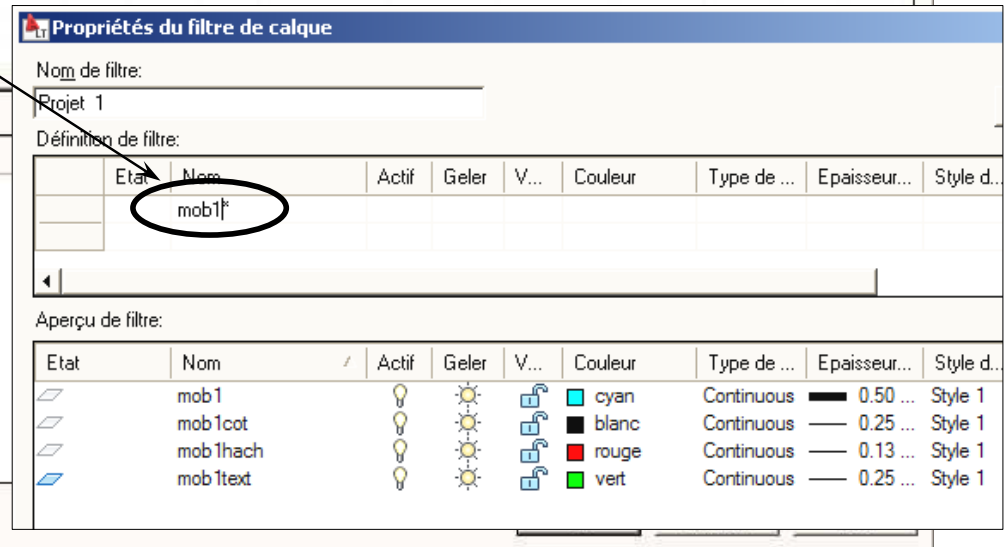 LT Propriétés du filtre de calque
Nom de filtre:
Projet 1
Définition de filtre:
Etat Nom Actif Geler V... Couleur Type de ... Epaisseur... Style d...
mob1*
Aperçu de filtre:
Etat Nom Actif Geler V... Couleur Type de ... Epaisseur... Style d...
mob1 cyan Continuous 0.50 ... Style 1
mob1cot blanc Continuous 0.25 ... Style 1
mob1hach rouge Continuous 0.13 ... Style 1
mob1text vert Continuous 0.25 ... Style 1